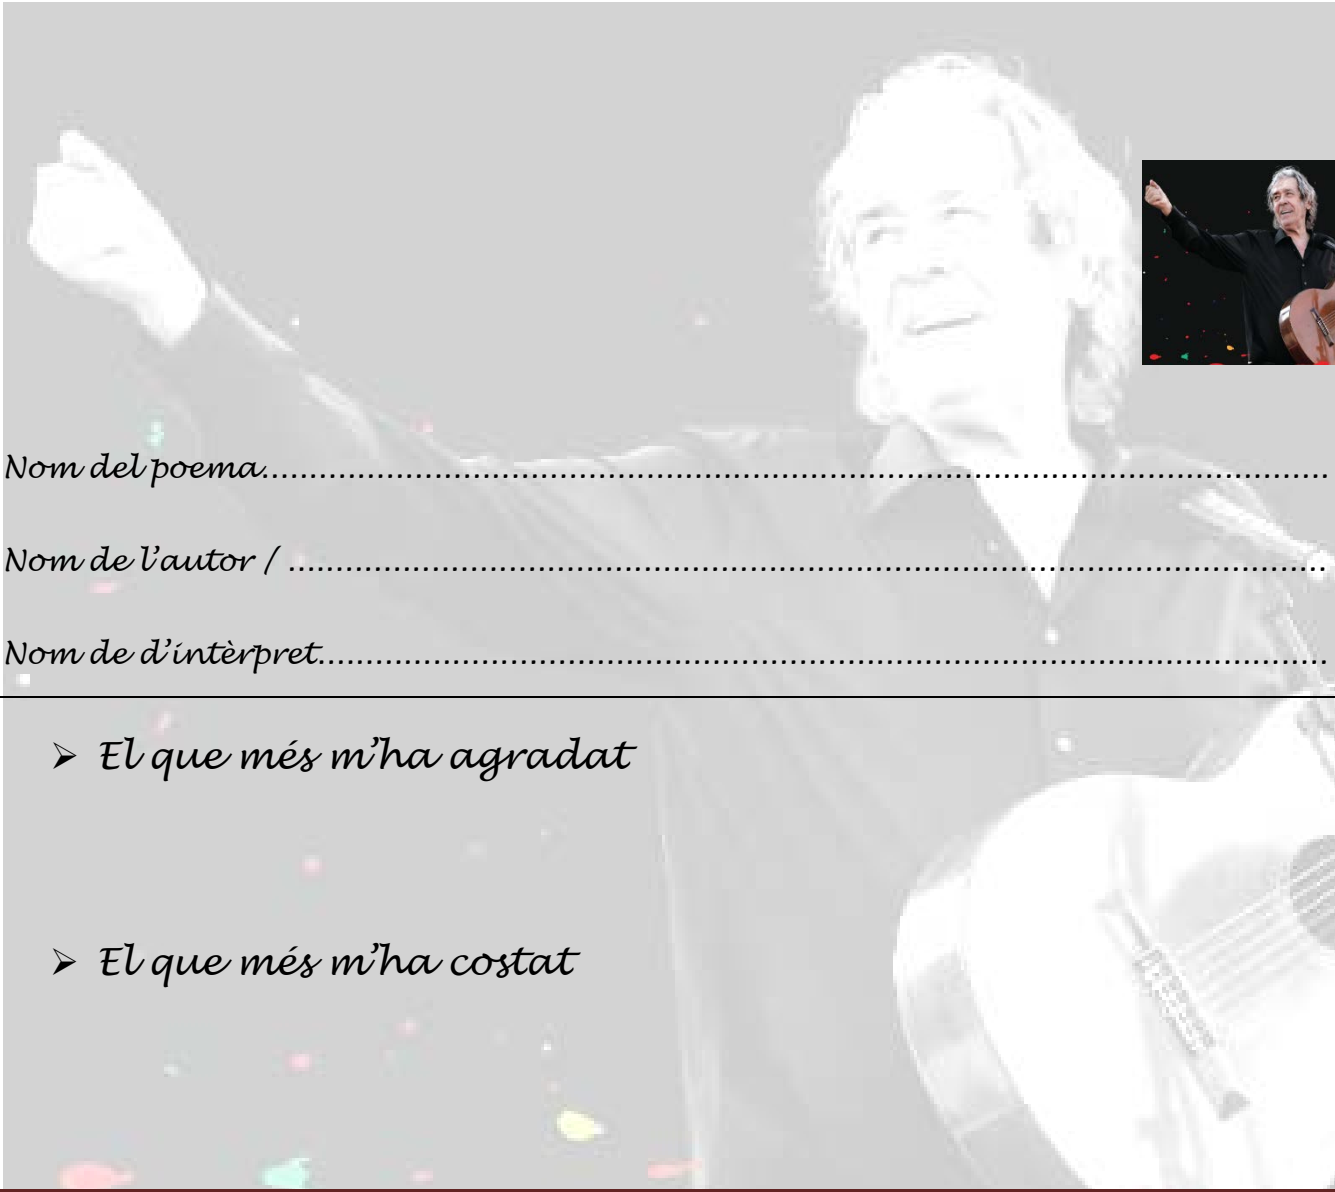 Nom del poema....................................................................................................................
Nom de l’autor / .................................................................................................................
Nom de d’intèrpret..............................................................................................................
➢ El que més m’ha agradat
➢ El que més m’ha costat